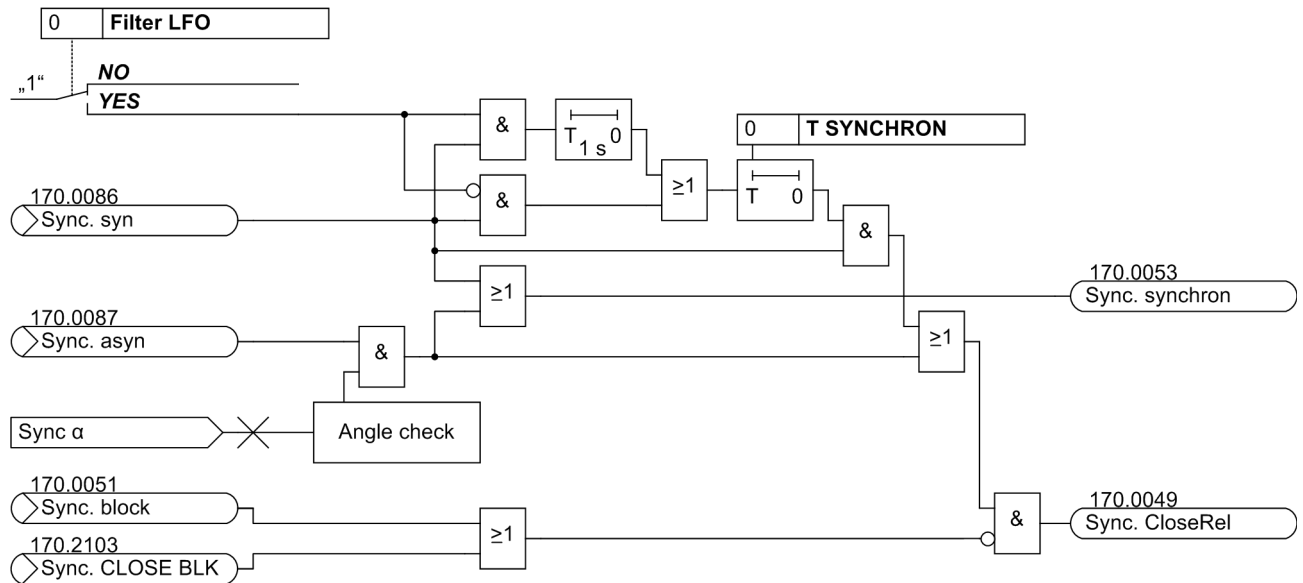 0 Filter LFO
„1“
NO
YES
&
T 1 s 0
0 T SYNCHRON
170.0086
Sync. syn
&
≥1
T 0
&
170.0053
Sync. synchron
≥1
170.0087
Sync. asyn
&
≥1
Sync α
Angle check
170.0051
Sync. block
170.0049
Sync. CloseRel
&
≥1
170.2103
Sync. CLOSE BLK